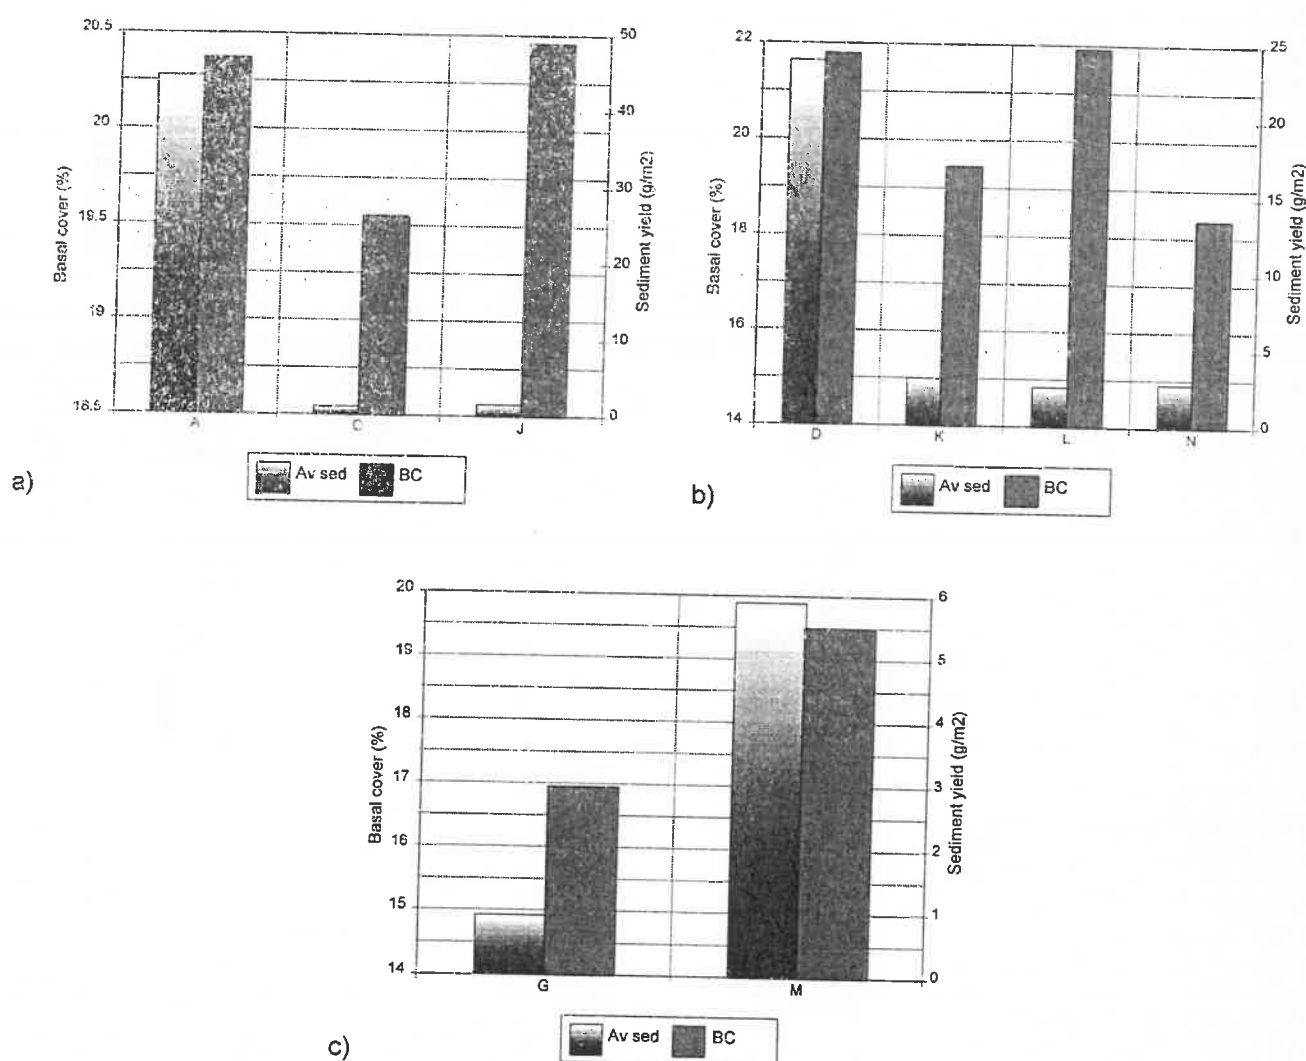 20.5
20
19.5
19
16.5
Basal cover (%)
50
40
30
20
10
0
Sediment yield (g/m2)
A
C
J
Av sed
BC
a)
22
20
18
16
14
Basal cover (%)
25
20
15
10
5
0
Sediment yield (g/m2)
D
K
L
N
Av sed
BC
b)
20
19
18
17
16
15
14
Basal cover (%)
6
5
4
3
2
1
0
Sediment yield (g/m2)
G
M
Av sed
BC
c)